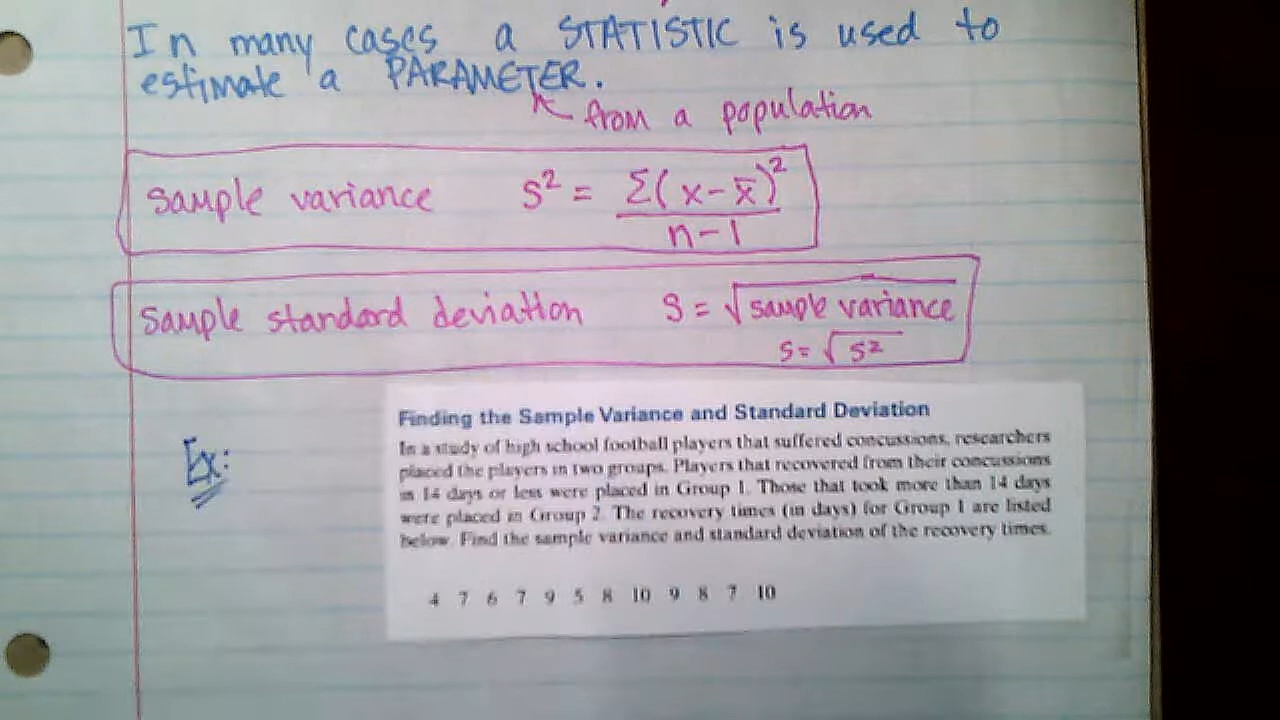 In many cases a STATISTIC is used to
estimate a PARAMETER.
from a population
sample variance s² = Σ(x-x̄)² / n-1
sample standard deviation s = √sample variance
s = √s²
Ex:
Finding the Sample Variance and Standard Deviation
In a study of high school football players that suffered concussions, researchers
placed the players in two groups. Players that recovered from their concussions
in 14 days or less were placed in Group 1. Those that took more than 14 days
were placed in Group 2. The recovery times (in days) for Group 1 are listed
below. Find the sample variance and standard deviation of the recovery times.
4 7 6 7 9 5 8 10 9 8 7 10